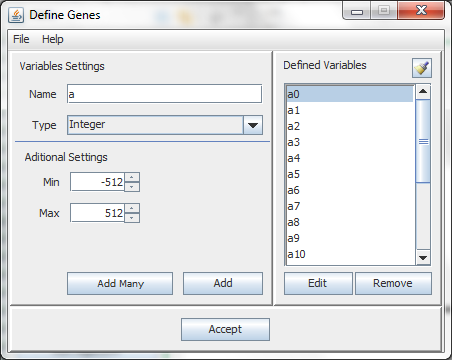 Define Genes
File Help
Variables Settings
Name a
Type Integer
Aditional Settings
Min -512
Max 512
Add Many Add
Defined Variables
a0
a1
a2
a3
a4
a5
a6
a7
a8
a9
a10
Edit Remove
Accept